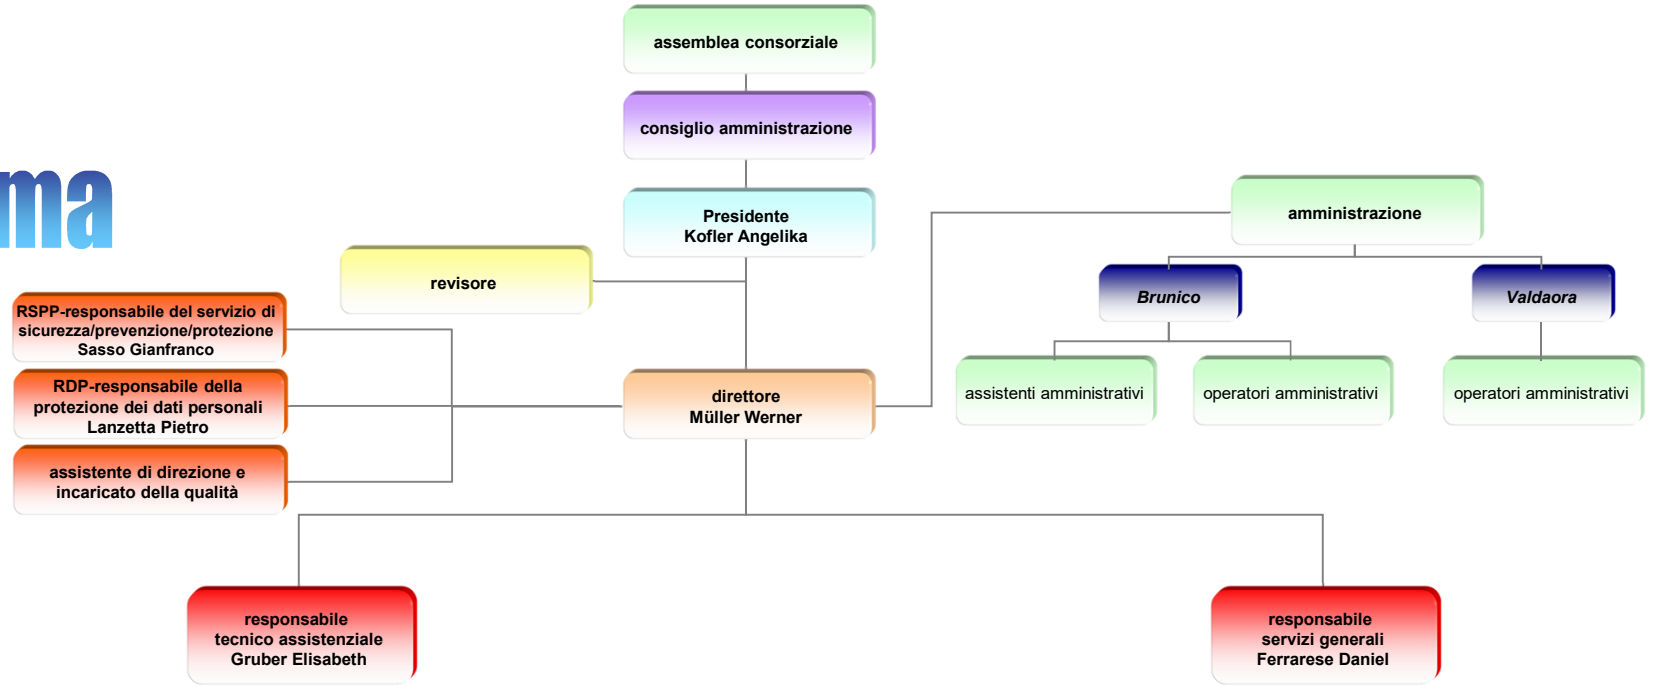 assemblea consorziale
consiglio amministrazione
ma
Presidente
Kofler Angelika
amministrazione
revisore
Brunico
Valdaora
RSPP-responsabile del servizio di
sicurezza/prevenzione/protezione
Sasso Gianfranco
RDP-responsabile della
protezione dei dati personali
Lanzetta Pietro
direttore
Müller Werner
assistenti amministrativi
operatori amministrativi
operatori amministrativi
assistente di direzione e
incaricato della qualità
responsabile
tecnico assistenziale
Gruber Elisabeth
responsabile
servizi generali
Ferrarese Daniel